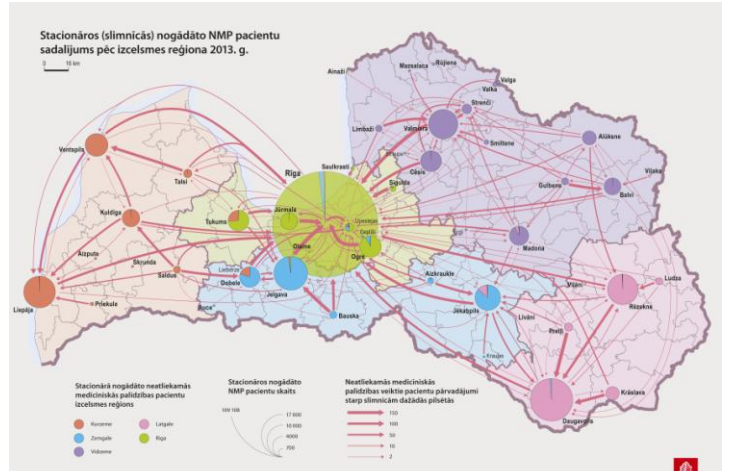 Stacionāros (slimnīcās) nogādāto NMP pacientu
sadalījums pēc izcelsmes reģiona 2013. g.
0 10 km
Ainaži
Mazsalaca
Rūjiena
Valga
Valka
Strenči
Limbaži
Valmiera
Smiltene
Alūksne
Cēsis
Gulbene
Balvi
Viļaka
Ventspils
Talsi
Rīga
Saulkrasti
Sigulda
Kuldīga
Tukums
Jūrmala
Olaine
Ogre
Madona
Aizpute
Skrunda
Saldus
Dobele
Jelgava
Aizkraukle
Viļāni
Ludza
Rēzekne
Liepāja
Priekule
Bauska
Jēkabpils
Līvāni
Preiļi
Krāslava
Daugavpils
Stacionārā nogādāto neatliekamās
medicīniskās palīdzības pacientu
izcelsmes reģions
Kurzeme
Latgale
Zemgale
Rīga
Vidzeme
Stacionāros nogādāto
NMP pacientu skaits
17 000
10 000
4000
700
Neatliekamās medicīniskās
palīdzības veiktie pacientu pārvadājumi
starp slimnīcām dažādās pilsētās
150
100
50
10
2